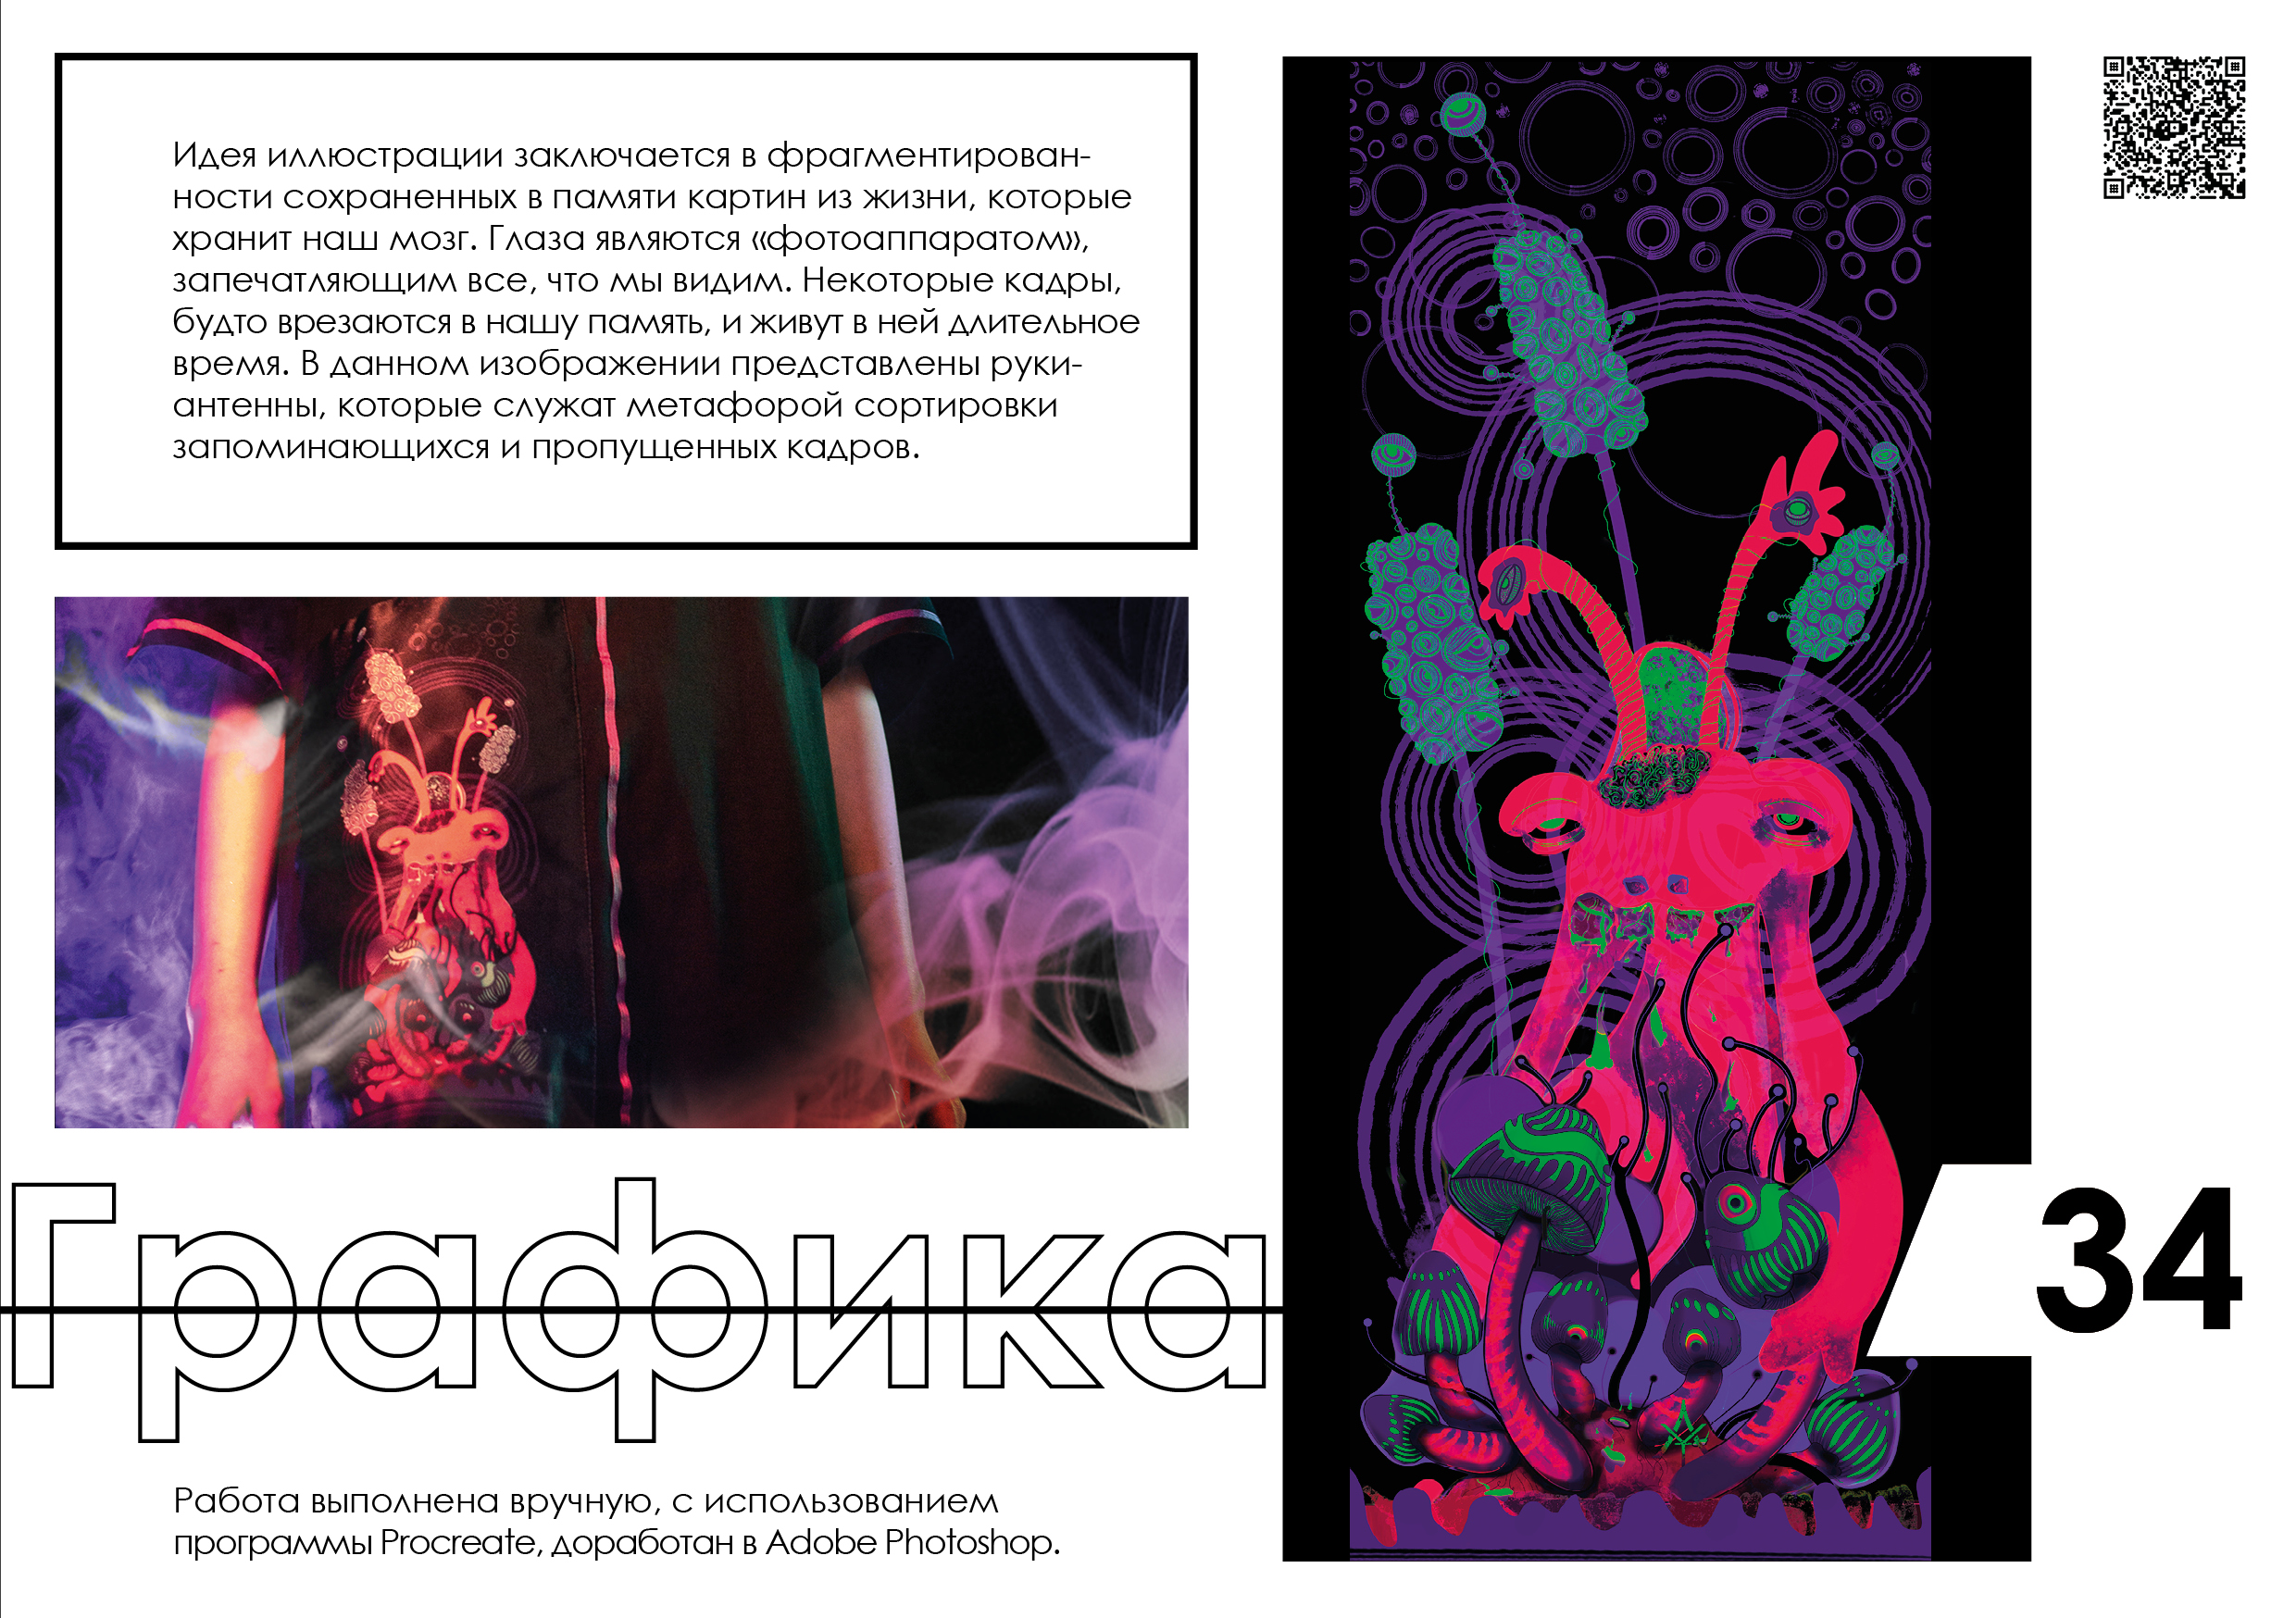 Идея иллюстрации заключается в фрагментирован-
ности сохраненных в памяти картин из жизни, которые
хранит наш мозг. Глаза являются «фотоаппаратом»,
запечатляющим все, что мы видим. Некоторые кадры,
будто врезаются в нашу память, и живут в ней длительное
время. В данном изображении представлены руки-
антенны, которые служат метафорой сортировки
запоминающихся и пропущенных кадров.
Графика
34
Работа выполнена вручную, с использованием
программы Procreate, доработан в Adobe Photoshop.